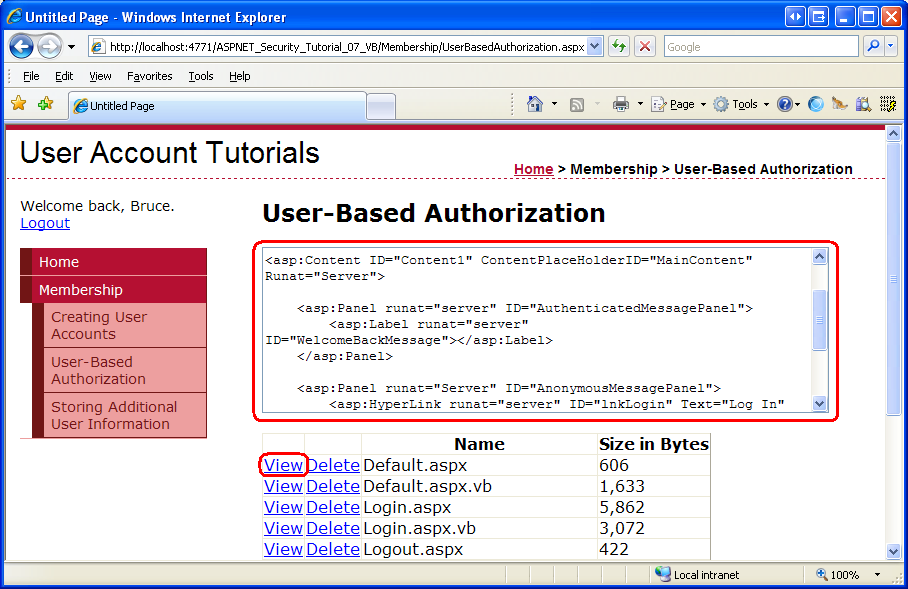 Untitled Page - Windows Internet Explorer
http://localhost:4771/ASPNET_Security_Tutorial_07_VB/Membership/UserBasedAuthorization.aspx
Google
File Edit View Favorites Tools Help
Untitled Page
Page Tools
User Account Tutorials
Home > Membership > User-Based Authorization
Welcome back, Bruce.
Logout
Home
Membership
Creating User
Accounts
User-Based
Authorization
Storing Additional
User Information
User-Based Authorization
<asp:Content ID="Content1" ContentPlaceHolderID="MainContent"
Runat="Server">
<asp:Panel runat="server" ID="AuthenticatedMessagePanel">
<asp:Label runat="server"
ID="WelcomeBackMessage"></asp:Label>
</asp:Panel>
<asp:Panel runat="Server" ID="AnonymousMessagePanel">
<asp:HyperLink runat="server" ID="lnkLogin" Text="Log In"
Name Size in Bytes
View Delete Default.aspx 606
View Delete Default.aspx.vb 1,633
View Delete Login.aspx 5,862
View Delete Login.aspx.vb 3,072
View Delete Logout.aspx 422
Local intranet 100%